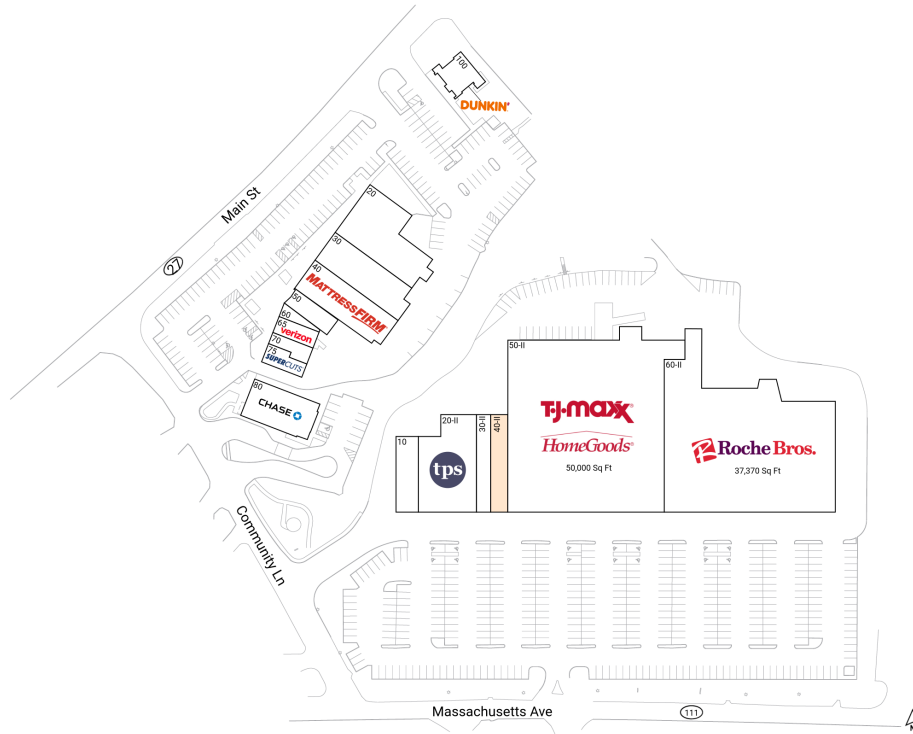 100
DUNKIN'
20
Main St
30
27
40
MATTRESSFIRM
50
60
65
verizon
70
75
SUPERCUTS
80
CHASE
50-II
60-II
T·J·maxx
HomeGoods
50,000 Sq Ft
Roche Bros.
37,370 Sq Ft
10
20-II
30-II
40-II
tps
Community Ln
Massachusetts Ave
111